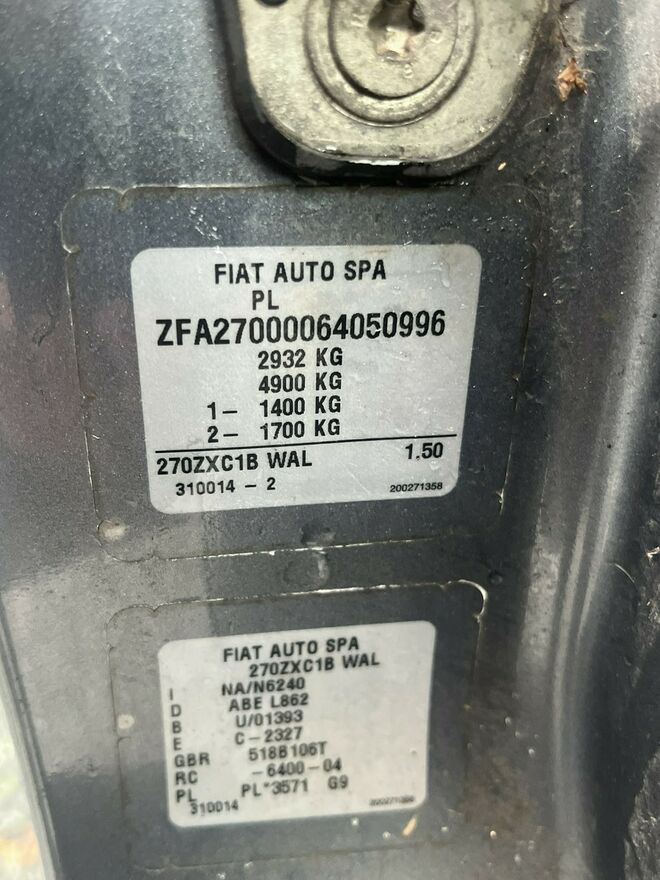 FIAT AUTO SPA
PL
ZFA27000064050996
2932 KG
4900 KG
1– 1400 KG
2– 1700 KG
270ZXC1B WAL 1.50
310014 – 2 200271358
FIAT AUTO SPA
270ZXC1B WAL
I NA/N6240
D ABE L862
B U/01393
E C–2327
GBR 518B106T
RC –6400–04
PL PL*3571 G9
310014